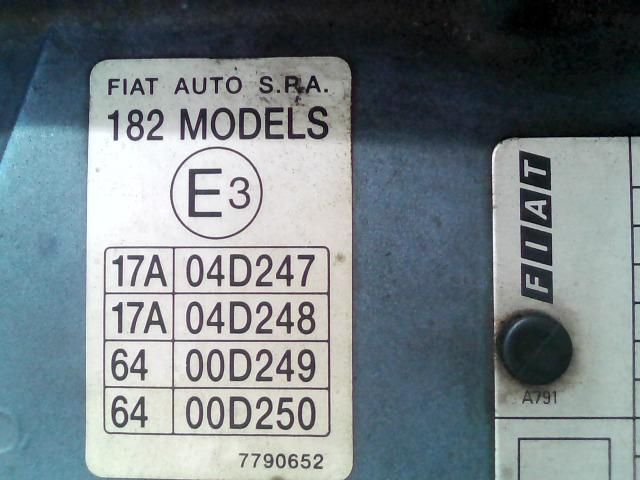 FIAT AUTO S.P.A.
182 MODELS
E3
17A 04D247
17A 04D248
64 00D249
64 00D250
7790652
FIAT
A791